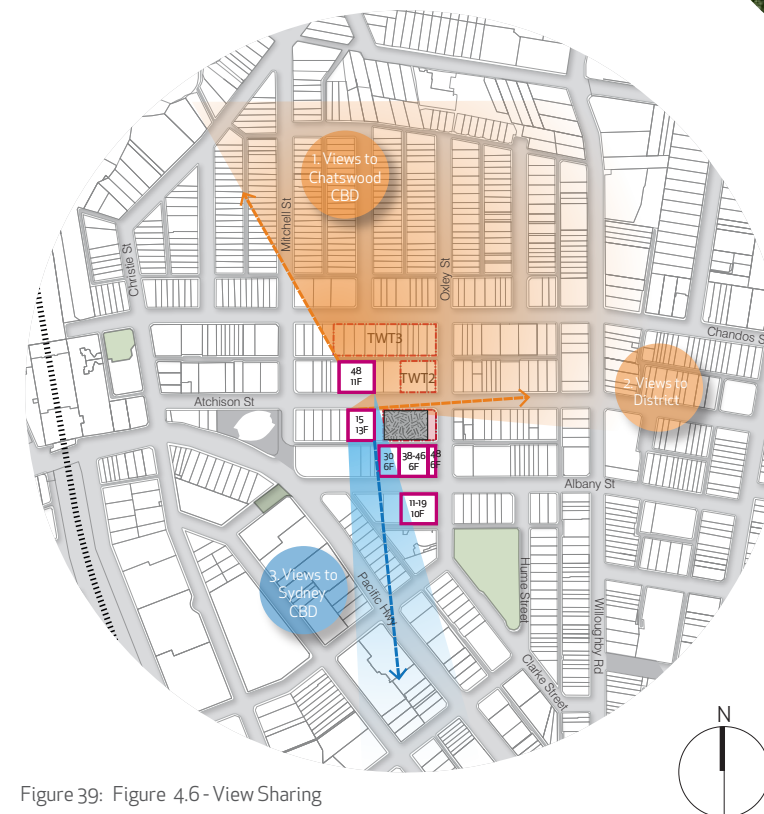 1. Views to
Chatswood
CBD
Mitchell St
Christie St
Oxley St
TWT3
Chandos S
48
11F
TWT2
2. Views to
District
Atchison St
15
13F
30
6F
38-46
6F
48
6F
Albany St
11-19
10F
3. Views to
Sydney
CBD
Pacific Hwy
Hume Street
Willoughby Rd
Clarke Street
N
Figure 39: Figure 4.6 - View Sharing